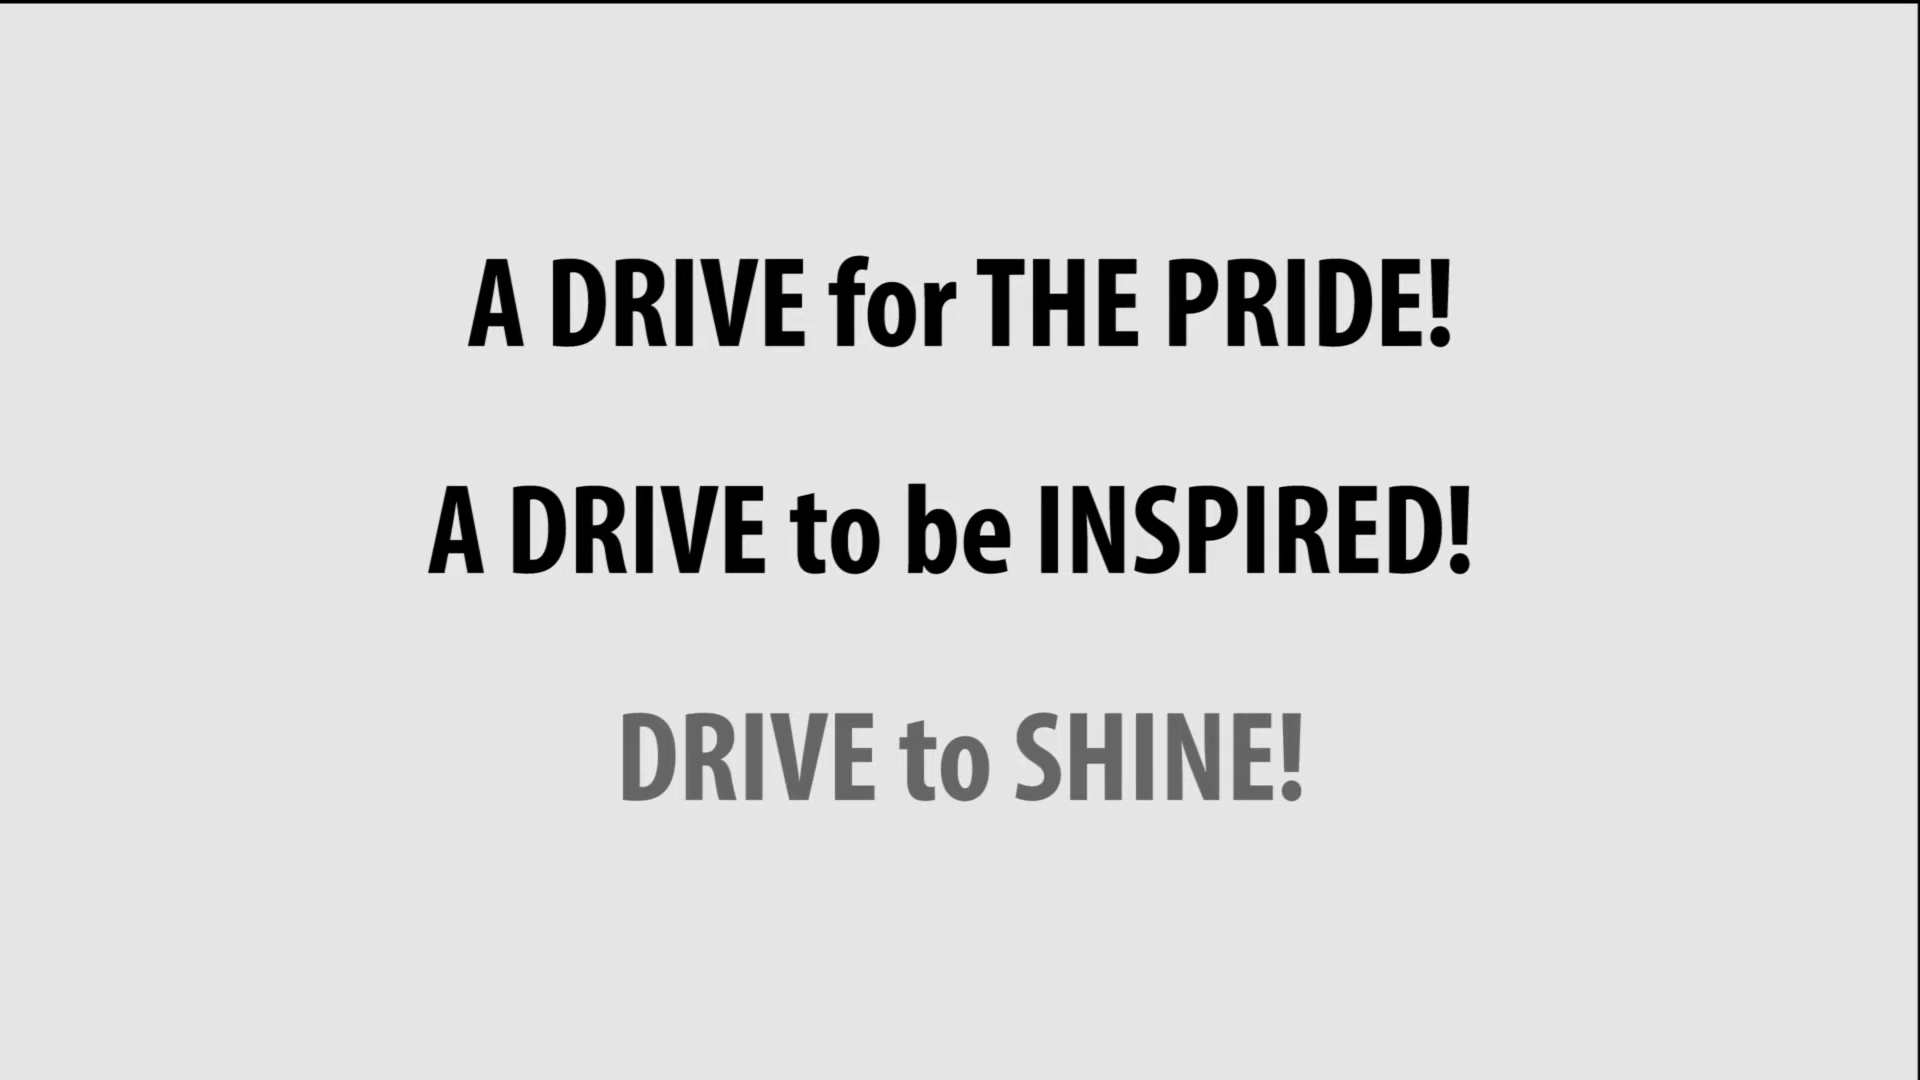 A DRIVE for THE PRIDE!
A DRIVE to be INSPIRED!
DRIVE to SHINE!